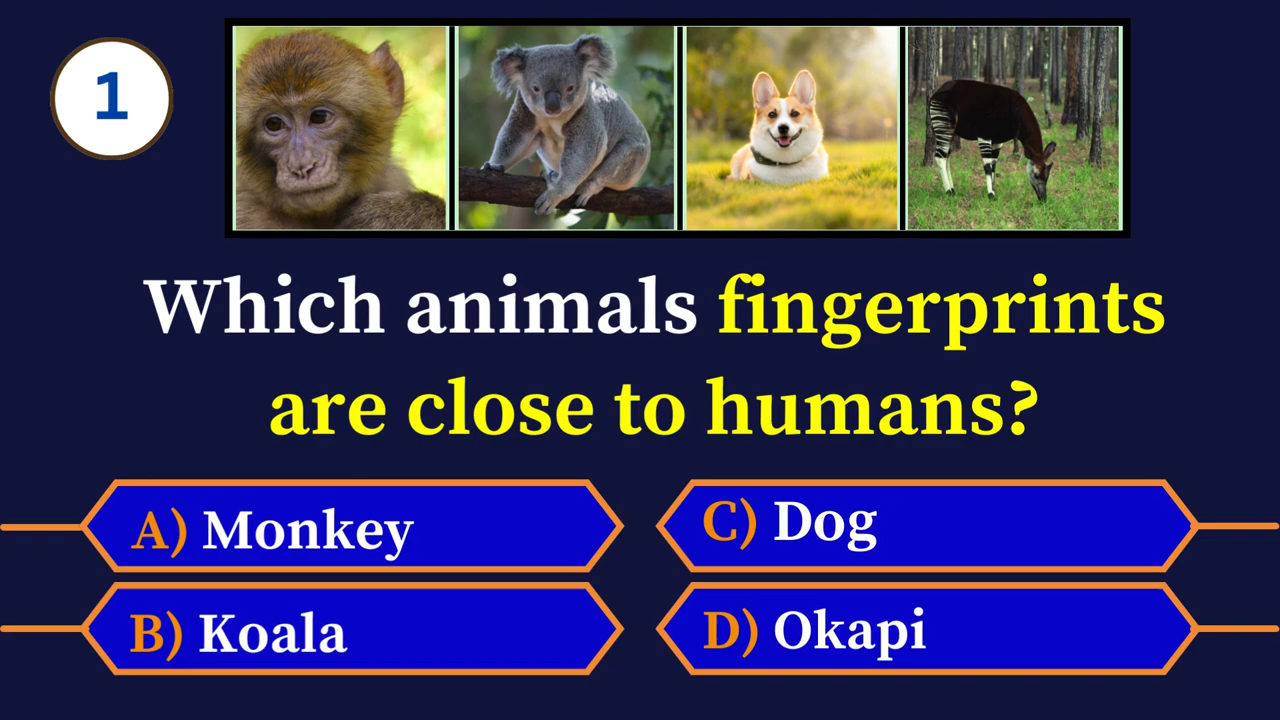 1
Which animals fingerprints
are close to humans?
A) Monkey
C) Dog
B) Koala
D) Okapi